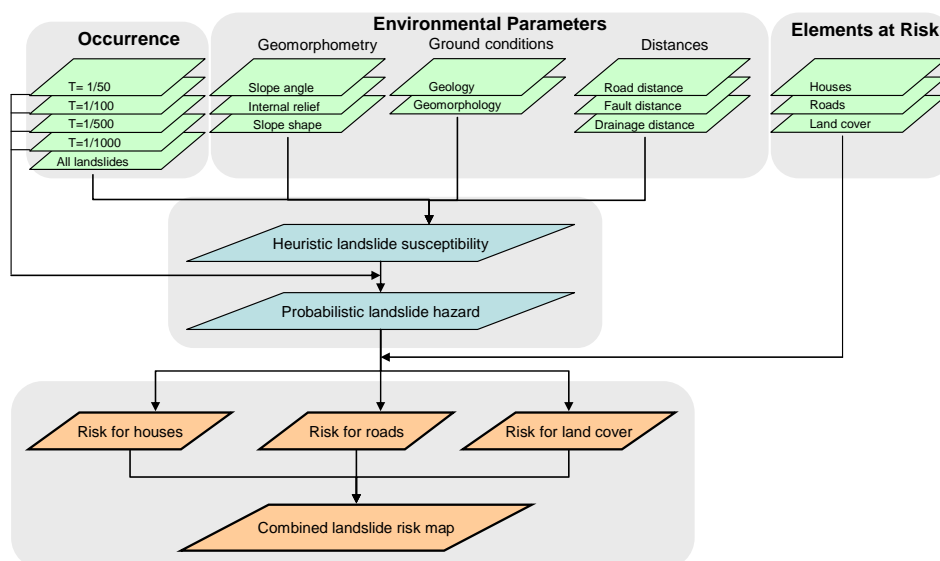 Occurrence
Environmental Parameters
Elements at Risk
Geomorphometry
Ground conditions
Distances
T= 1/50
T=1/100
T=1/500
T=1/1000
All landslides
Slope angle
Internal relief
Slope shape
Geology
Geomorphology
Road distance
Fault distance
Drainage distance
Houses
Roads
Land cover
Heuristic landslide susceptibility
Probabilistic landslide hazard
Risk for houses
Risk for roads
Risk for land cover
Combined landslide risk map